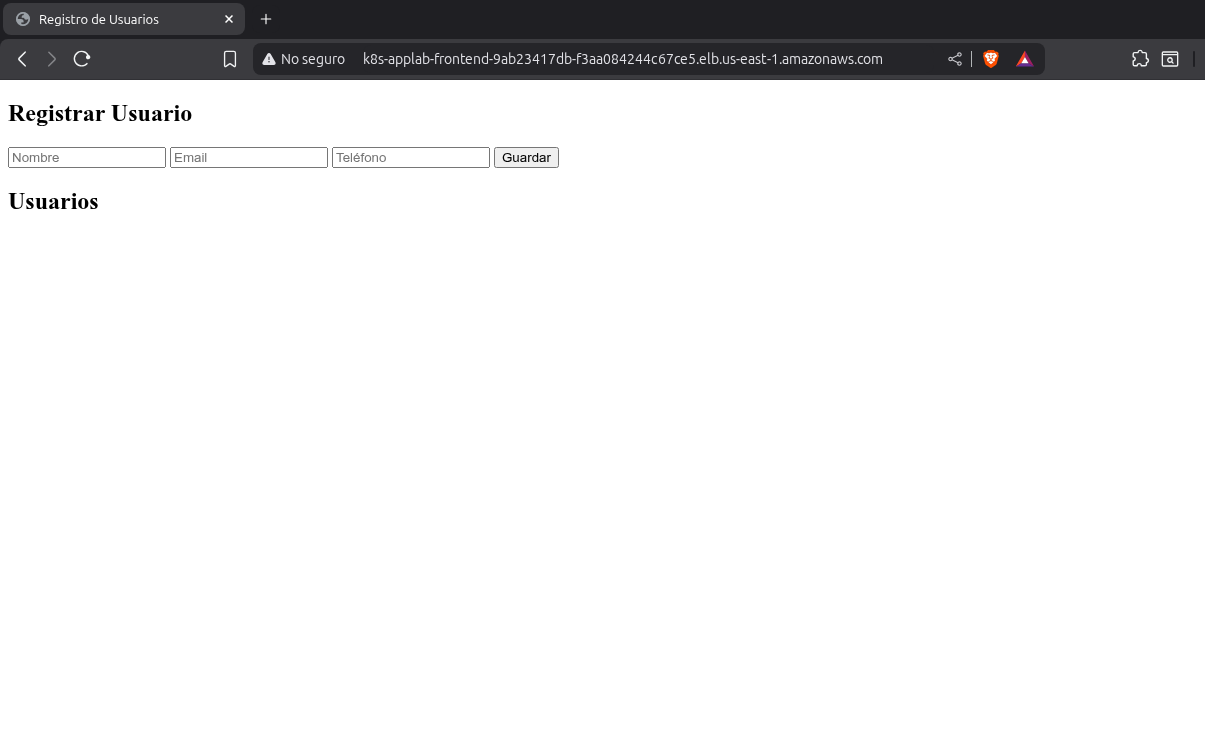 Registro de Usuarios
No seguro k8s-applab-frontend-9ab23417db-f3aa084244c67ce5.elb.us-east-1.amazonaws.com
Registrar Usuario
Nombre Email Teléfono Guardar
Usuarios